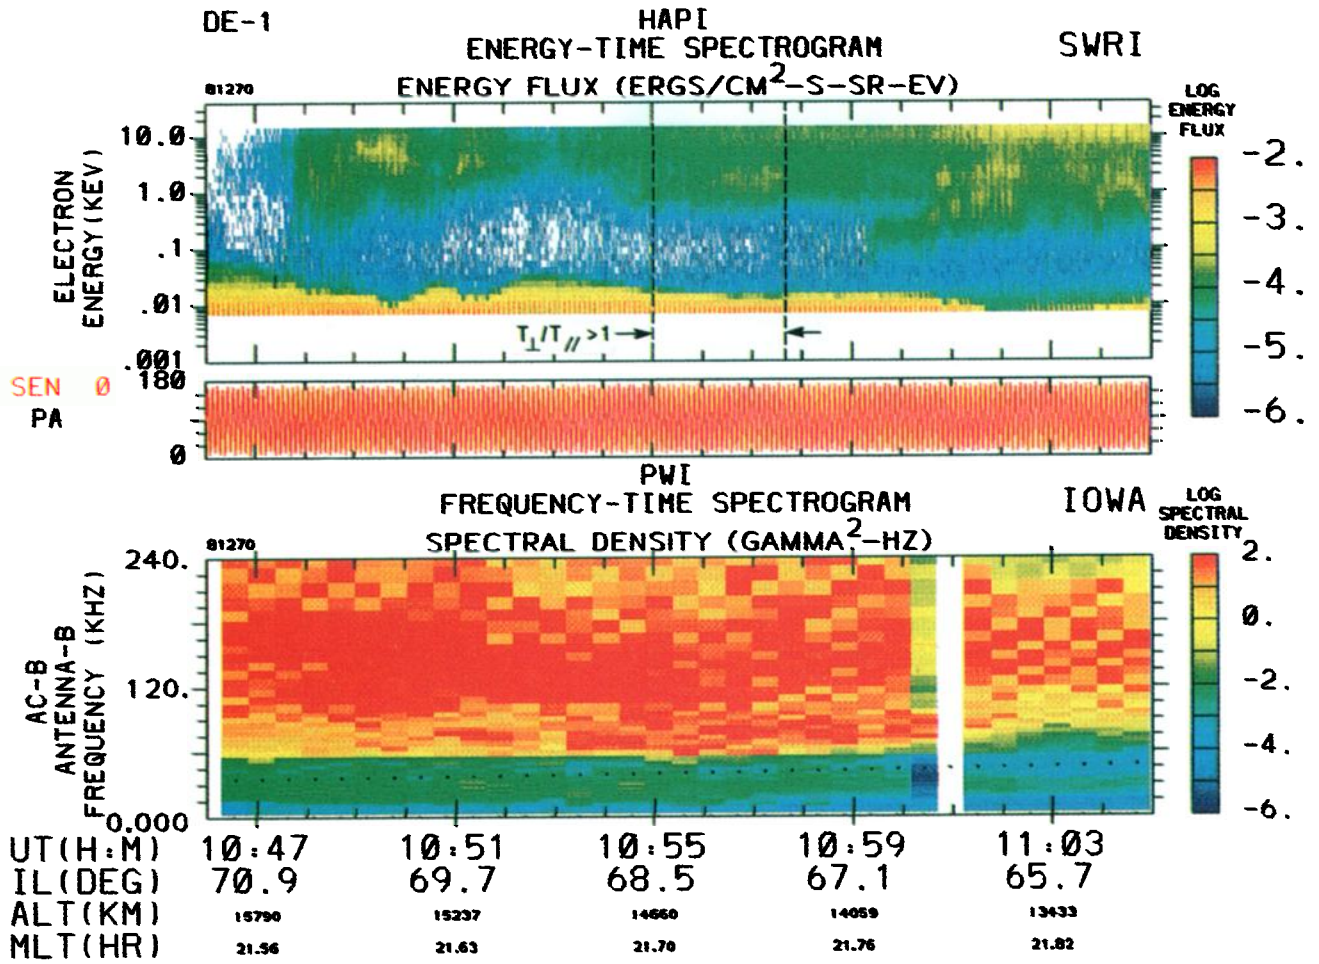 DE-1
HAPI
ENERGY-TIME SPECTROGRAM
SWRI
81270
ENERGY FLUX (ERGS/CM²-S-SR-EV)
LOG
ENERGY
FLUX
ELECTRON
ENERGY(KEV)
10.0
1.0
.1
.01
.001
T⊥/T// >1
-2.
-3.
-4.
-5.
-6.
SEN 0
PA
180
0
PWI
FREQUENCY-TIME SPECTROGRAM
IOWA
81270
SPECTRAL DENSITY (GAMMA²-HZ)
LOG
SPECTRAL
DENSITY
AC-B
ANTENNA-B
FREQUENCY (KHZ)
240.
120.
0.000
2.
0.
-2.
-4.
-6.
UT(H:M) 10:47 10:51 10:55 10:59 11:03
IL(DEG) 70.9 69.7 68.5 67.1 65.7
ALT(KM) 15790 15237 14660 14059 13433
MLT(HR) 21.56 21.63 21.70 21.76 21.82